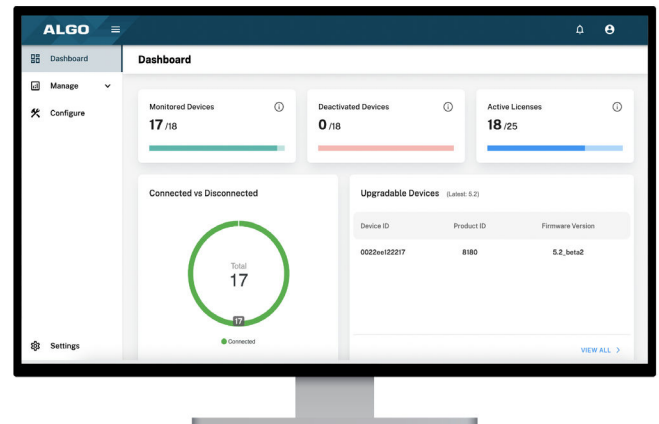 ALGO
Dashboard
Manage
Configure
Settings
Dashboard
Monitored Devices
17 /18
Deactivated Devices
0 /18
Active Licenses
18 /25
Connected vs Disconnected
Total
17
17
Connected
Upgradable Devices (Latest: 5.2)
Device ID Product ID Firmware Version
0022ee122217 8180 5.2_beta2
VIEW ALL >